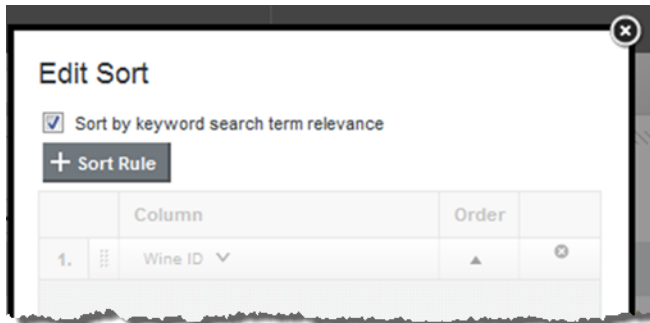 Edit Sort
Sort by keyword search term relevance
+ Sort Rule
Column Order
1. Wine ID